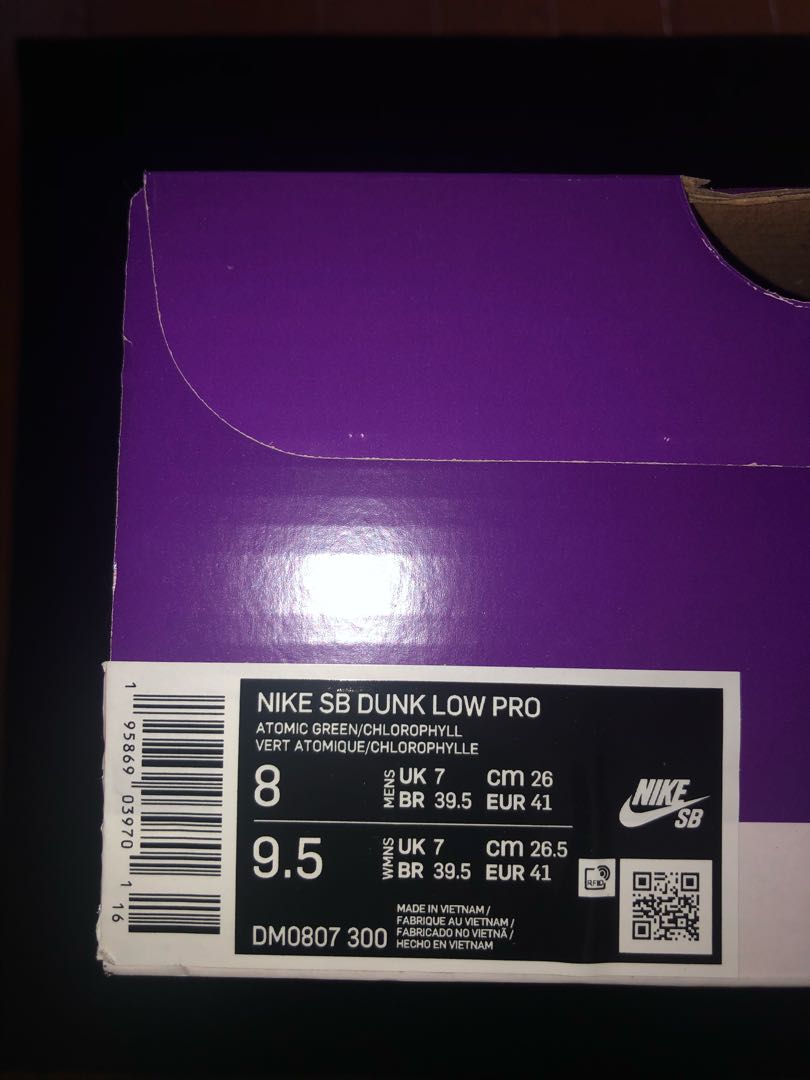 NIKE SB DUNK LOW PRO
ATOMIC GREEN/CHLOROPHYLL
VERT ATOMIQUE/CHLOROPHYLLE
8 MENS UK 7 cm 26
BR 39.5 EUR 41
9.5 WMNS UK 7 cm 26.5
BR 39.5 EUR 41
DM0807 300
MADE IN VIETNAM /
FABRIQUE AU VIETNAM /
FABRICADO NO VIETNÃ /
HECHO EN VIETNAM
NIKE
SB
RFID
1 95869 03970 1 16